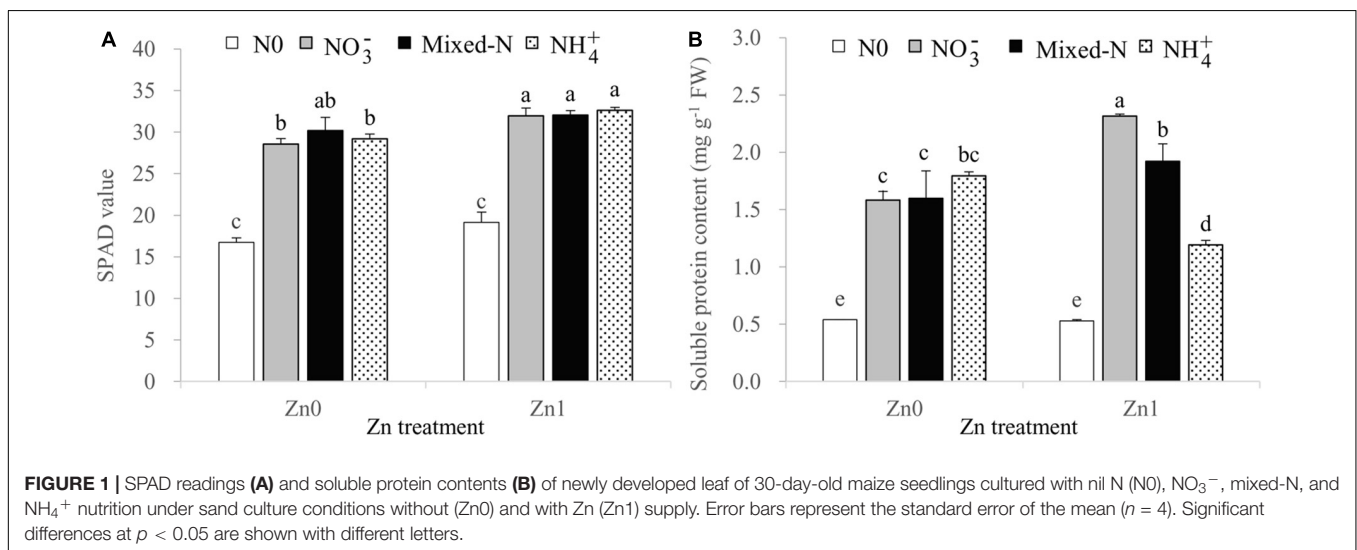 A
N0 NO₃⁻ Mixed-N NH₄⁺
40
35
30
25
20
15
10
5
0
SPAD value
c b ab b c a a a
Zn0 Zn1
Zn treatment
B
N0 NO₃⁻ Mixed-N NH₄⁺
3.0
2.5
2.0
1.5
1.0
0.5
0.0
Soluble protein content (mg g⁻¹ FW)
e c c bc e a b d
Zn0 Zn1
Zn treatment
FIGURE 1 | SPAD readings (A) and soluble protein contents (B) of newly developed leaf of 30-day-old maize seedlings cultured with nil N (N0), NO₃⁻, mixed-N, and
NH₄⁺ nutrition under sand culture conditions without (Zn0) and with Zn (Zn1) supply. Error bars represent the standard error of the mean (n = 4). Significant
differences at p < 0.05 are shown with different letters.